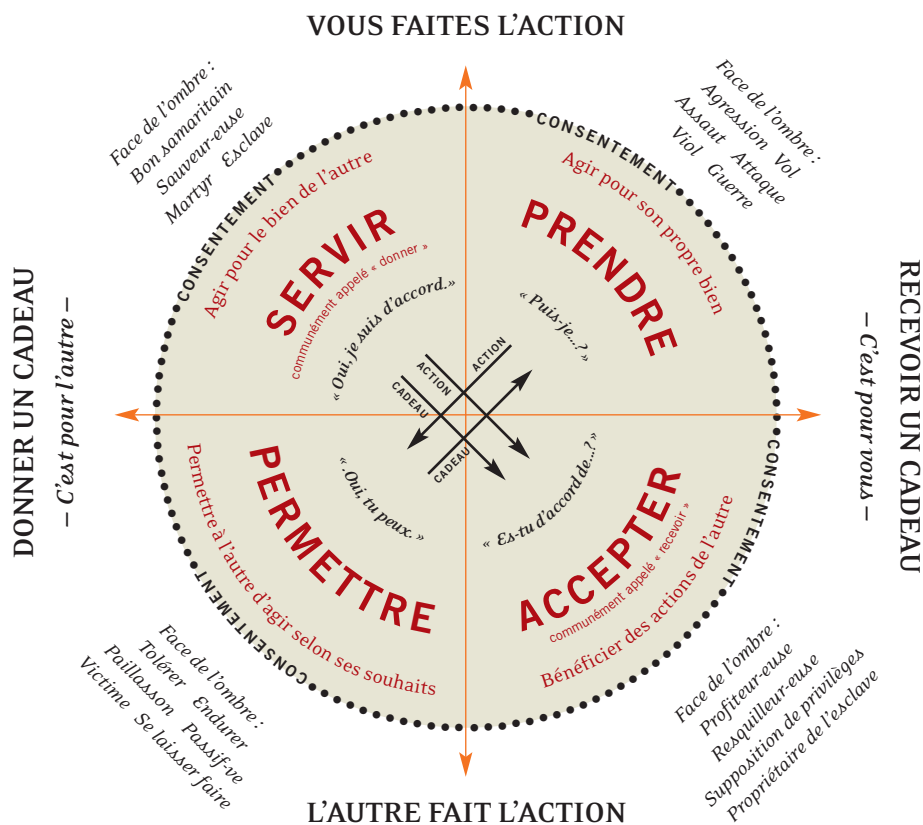 VOUS FAITES L'ACTION
Face de l'ombre :
Bon samaritain
Sauveur-euse
Martyr Esclave
Face de l'ombre :
Agression Vol
Assaut Attaque
Viol Guerre
CONSENTEMENT
Agir pour le bien de l'autre
SERVIR
communément appelé « donner »
« Oui, je suis d'accord.»
CONSENTEMENT
Agir pour son propre bien
PRENDRE
« Puis-je...? »
DONNER UN CADEAU
– C'est pour l'autre –
RECEVOIR UN CADEAU
– C'est pour vous –
ACTION
ACTION
CADEAU
CADEAU
« .Oui, tu peux. »
PERMETTRE
Permettre à l'autre d'agir selon ses souhaits
CONSENTEMENT
« Es-tu d'accord de...? »
ACCEPTER
communément appelé « recevoir »
Bénéficier des actions de l'autre
CONSENTEMENT
Face de l'ombre :
Tolérer Endurer
Paillasson Passif-ve
Victime Se laisser faire
Face de l'ombre :
Profiteur-euse
Resquilleur-euse
Supposition de privilèges
Propriétaire de l'esclave
L'AUTRE FAIT L'ACTION